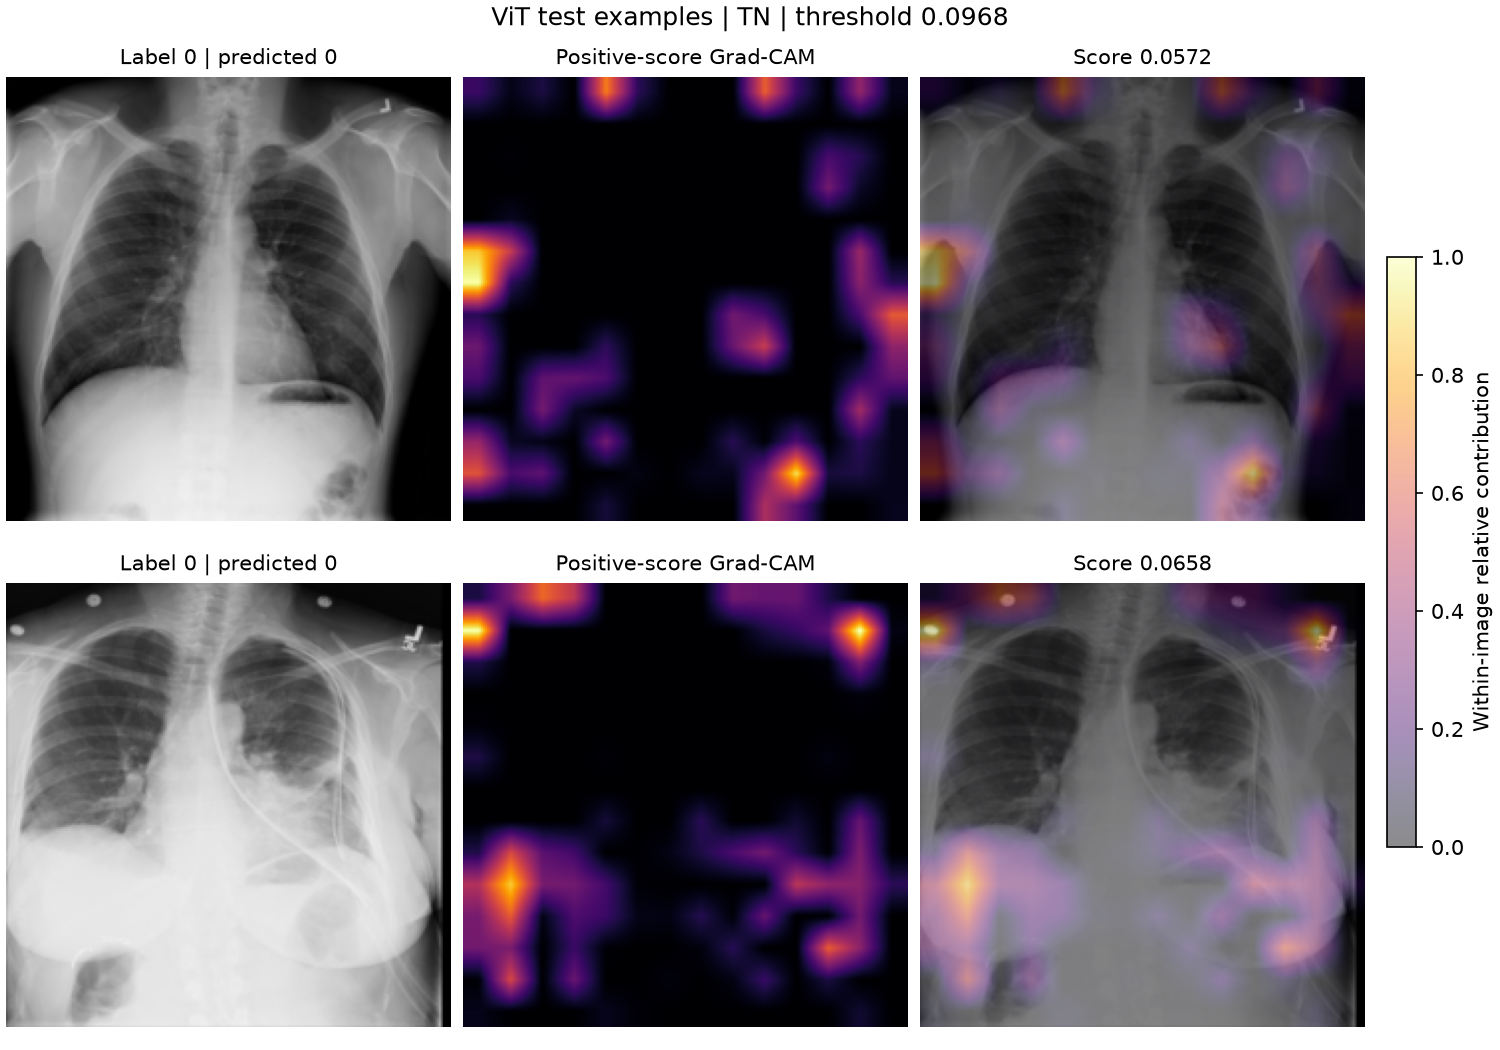 ViT test examples | TN | threshold 0.0968
Label 0 | predicted 0
Positive-score Grad-CAM
Score 0.0572
L
1.0
0.8
0.6
0.4
0.2
0.0
Within-image relative contribution
Label 0 | predicted 0
Positive-score Grad-CAM
Score 0.0658
L